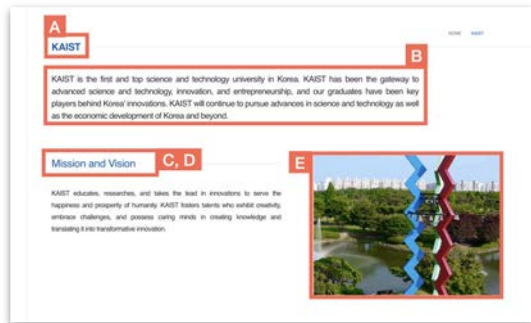 A
HOME KAIST
KAIST
B
KAIST is the first and top science and technology university in Korea. KAIST has been the gateway to
advanced science and technology, innovation, and entrepreneurship, and our graduates have been key
players behind Korea' innovations. KAIST will continue to pursue advances in science and technology as well
as the economic development of Korea and beyond.
Mission and Vision
C, D
E
KAIST educates, researches, and takes the lead in innovations to serve the
happiness and prosperity of humanity. KAIST fosters talents who exhibit creativity,
embrace challenges, and possess caring minds in creating knowledge and
translating it into transformative innovation.